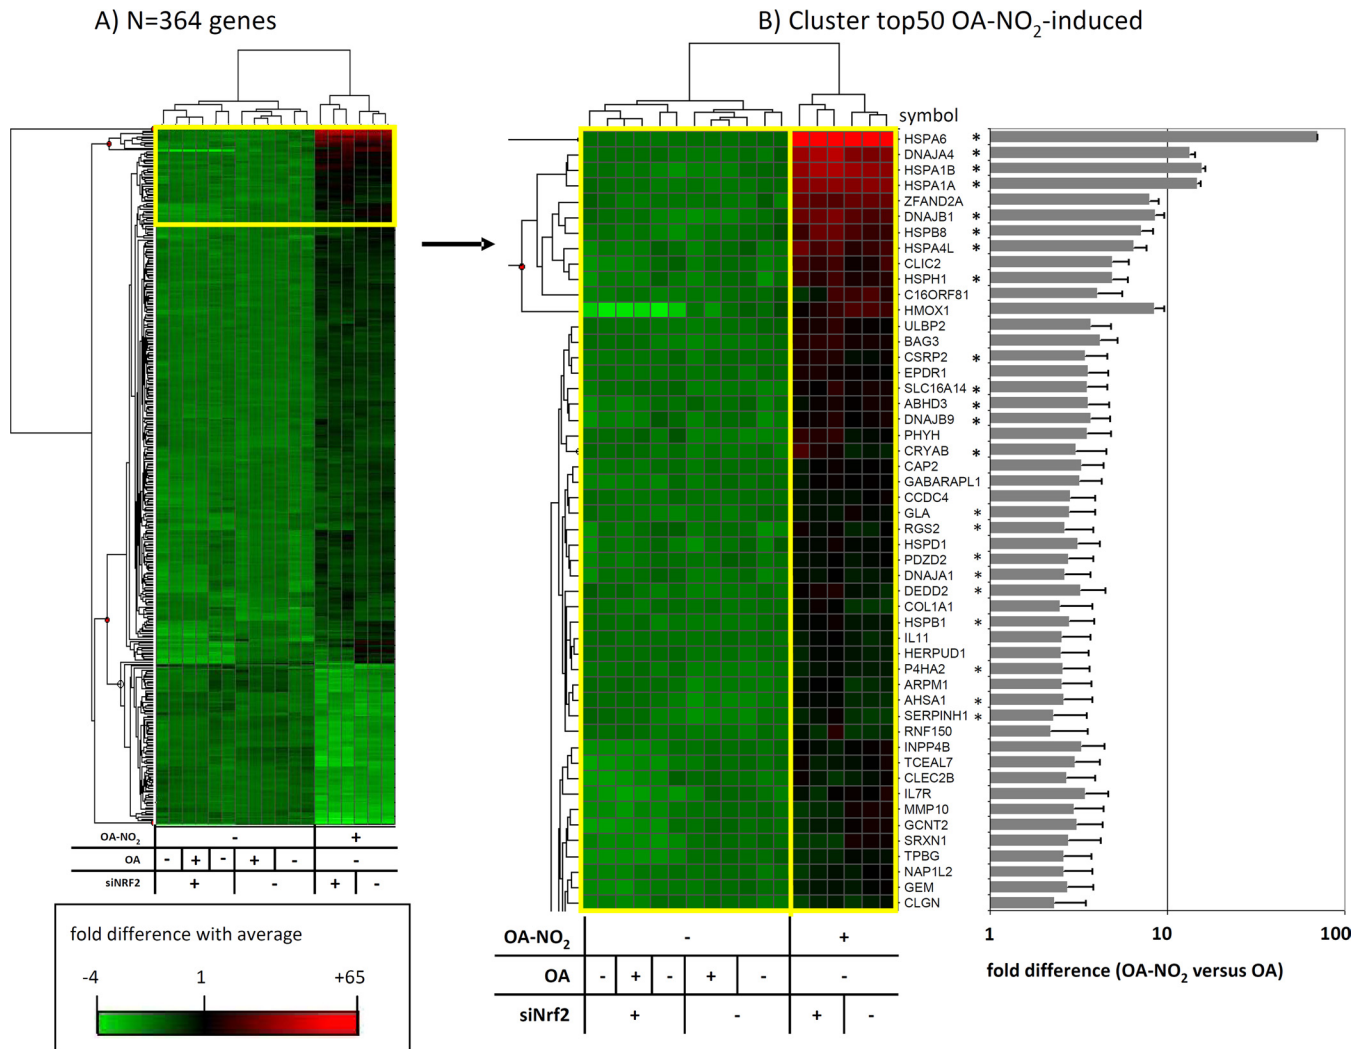 A) N=364 genes
B) Cluster top50 OA-NO2-induced
symbol
HSPA6 *
DNAJA4 *
HSPA1B *
HSPA1A *
ZFAND2A
DNAJB1 *
HSPB8 *
HSPA4L *
CLIC2
HSPH1 *
C16ORF81
HMOX1
ULBP2
BAG3
CSRP2 *
EPDR1
SLC16A14 *
ABHD3 *
DNAJB9 *
PHYH
CRYAB *
CAP2
GABARAPL1
CCDC4
GLA *
RGS2 *
HSPD1
PDZD2 *
DNAJA1 *
DEDD2 *
COL1A1
HSPB1 *
IL11
HERPUD1
P4HA2 *
ARPM1
AHSA1 *
SERPINH1 *
RNF150
INPP4B
TCEAL7
CLEC2B
IL7R
MMP10
GCNT2
SRXN1
TPBG
NAP1L2
GEM
CLGN
OA-NO2 - +
OA - + - + - -
siNRF2 + - + -
fold difference with average
-4 1 +65
OA-NO2 - +
OA - + - + - -
siNrf2 + - + -
1 10 100
fold difference (OA-NO2 versus OA)